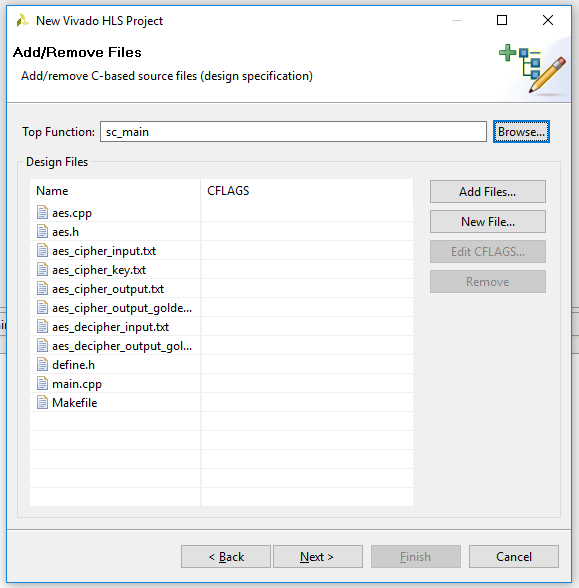 New Vivado HLS Project
Add/Remove Files
Add/remove C-based source files (design specification)
Top Function: sc_main Browse...
Design Files
Name CFLAGS
aes.cpp
aes.h
aes_cipher_input.txt
aes_cipher_key.txt
aes_cipher_output.txt
aes_cipher_output_golde...
aes_decipher_input.txt
aes_decipher_output_gol...
define.h
main.cpp
Makefile
Add Files...
New File...
Edit CFLAGS...
Remove
< Back Next > Finish Cancel